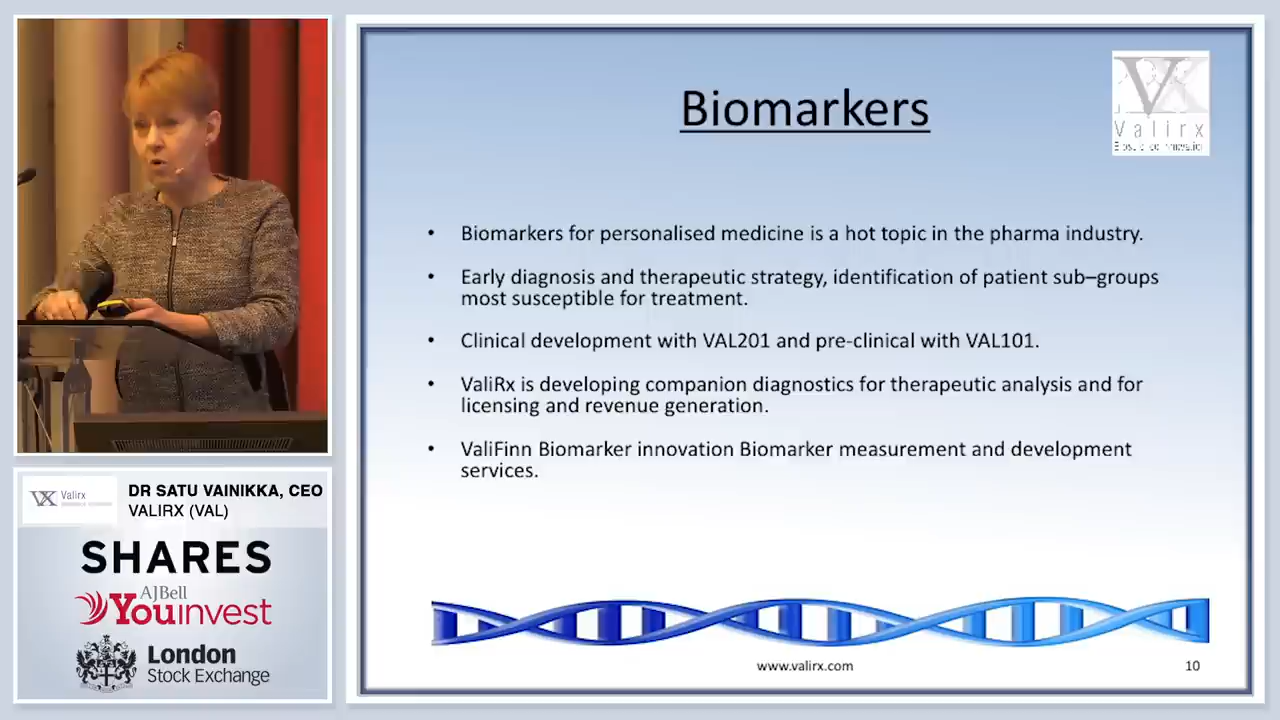 Biomarkers
Valirx
• Biomarkers for personalised medicine is a hot topic in the pharma industry.
• Early diagnosis and therapeutic strategy, identification of patient sub–groups
most susceptible for treatment.
• Clinical development with VAL201 and pre-clinical with VAL101.
• ValiRx is developing companion diagnostics for therapeutic analysis and for
licensing and revenue generation.
• ValiFinn Biomarker innovation Biomarker measurement and development
services.
www.valirx.com
10
Valirx
DR SATU VAINIKKA, CEO
VALIRX (VAL)
SHARES
AJBell
Youinvest
London
Stock Exchange